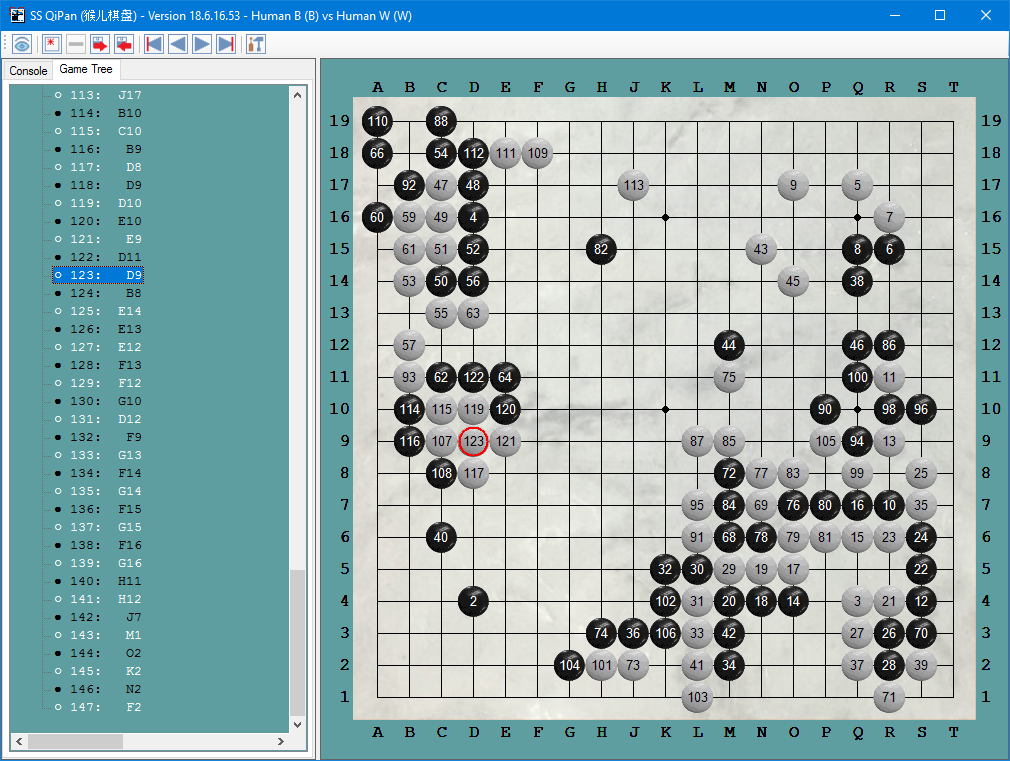 SS QiPan (猴儿棋盘) - Version 18.6.16.53 - Human B (B) vs Human W (W)
Console Game Tree
113: J17
114: B10
115: C10
116: B9
117: D8
118: D9
119: D10
120: E10
121: E9
122: D11
123: D9
124: B8
125: E14
126: E13
127: E12
128: F13
129: F12
130: G10
131: D12
132: F9
133: G13
134: F14
135: G14
136: F15
137: G15
138: F16
139: G16
140: H11
141: H12
142: J7
143: M1
144: O2
145: K2
146: N2
147: F2
A B C D E F G H J K L M N O P Q R S T
19 110 88 19
18 66 54 112 111 109 18
17 92 47 48 113 9 5 17
16 60 59 49 4 7 16
15 61 51 52 82 43 8 6 15
14 53 50 56 45 38 14
13 55 63 13
12 57 44 46 86 12
11 93 62 122 64 75 100 11 11
10 114 115 119 120 90 98 96 10
9 116 107 123 121 87 85 105 94 13 9
8 108 117 72 77 83 99 25 8
7 95 84 69 76 80 16 10 35 7
6 40 91 68 78 79 81 15 23 24 6
5 32 30 29 19 17 22 5
4 2 102 31 20 18 14 3 21 12 4
3 74 36 106 33 42 27 26 70 3
2 104 101 73 41 34 37 28 39 2
1 103 71 1
A B C D E F G H J K L M N O P Q R S T